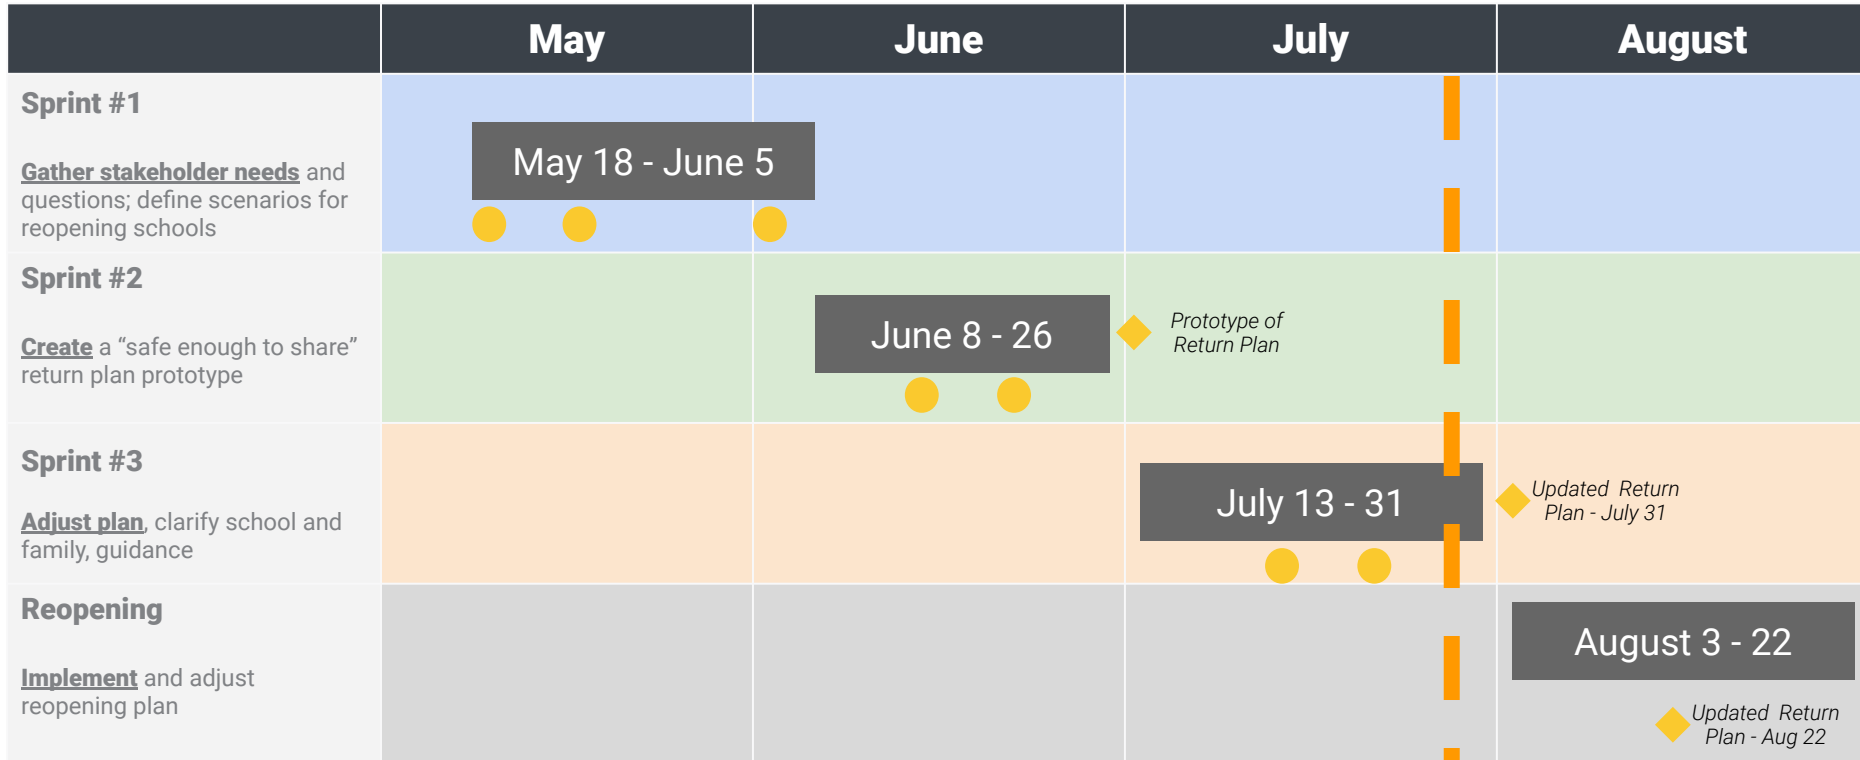 May
June
July
August
Sprint #1
Gather stakeholder needs and
questions; define scenarios for
reopening schools
May 18 - June 5
Sprint #2
Create a “safe enough to share”
return plan prototype
June 8 - 26
Prototype of
Return Plan
Sprint #3
Adjust plan, clarify school and
family, guidance
July 13 - 31
Updated Return
Plan - July 31
Reopening
Implement and adjust
reopening plan
August 3 - 22
Updated Return
Plan - Aug 22